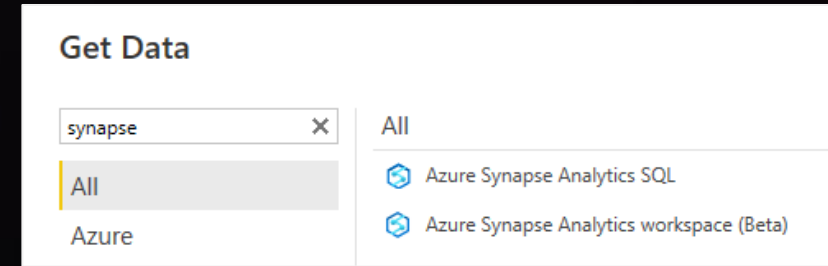 Get Data
synapse
All
Azure
All
Azure Synapse Analytics SQL
Azure Synapse Analytics workspace (Beta)